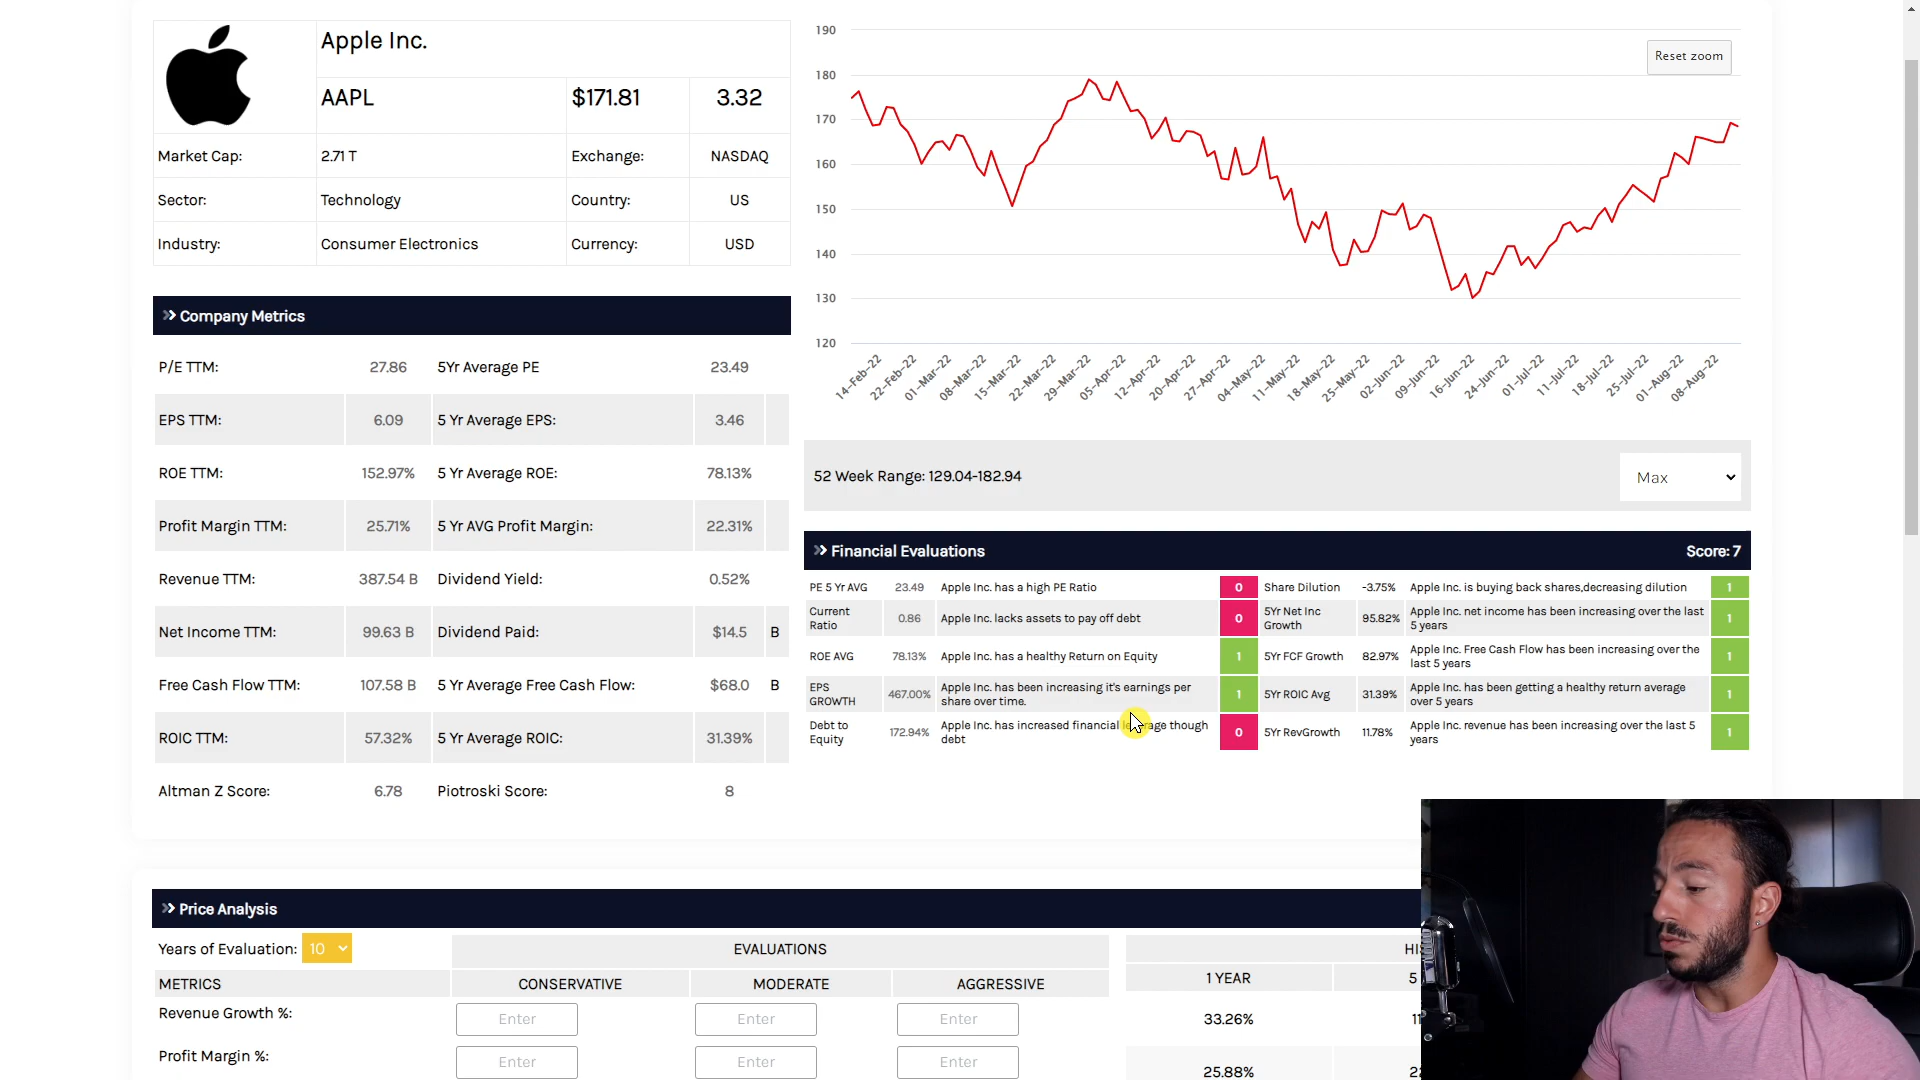 Apple Inc.
AAPL $171.81 3.32
Market Cap: 2.71 T Exchange: NASDAQ
Sector: Technology Country: US
Industry: Consumer Electronics Currency: USD
190
180
170
160
150
140
130
120
Reset zoom
14-Feb-22 22-Feb-22 01-Mar-22 08-Mar-22 15-Mar-22 22-Mar-22 29-Mar-22 05-Apr-22 12-Apr-22 20-Apr-22 27-Apr-22 04-May-22 11-May-22 18-May-22 25-May-22 02-Jun-22 09-Jun-22 16-Jun-22 24-Jun-22 01-Jul-22 11-Jul-22 18-Jul-22 25-Jul-22 01-Aug-22 08-Aug-22
52 Week Range: 129.04-182.94 Max
Company Metrics
P/E TTM: 27.86 5Yr Average PE 23.49
EPS TTM: 6.09 5 Yr Average EPS: 3.46
ROE TTM: 152.97% 5 Yr Average ROE: 78.13%
Profit Margin TTM: 25.71% 5 Yr AVG Profit Margin: 22.31%
Revenue TTM: 387.54 B Dividend Yield: 0.52%
Net Income TTM: 99.63 B Dividend Paid: $14.5 B
Free Cash Flow TTM: 107.58 B 5 Yr Average Free Cash Flow: $68.0 B
ROIC TTM: 57.32% 5 Yr Average ROIC: 31.39%
Altman Z Score: 6.78 Piotroski Score: 8
Financial Evaluations Score: 7
PE 5 Yr AVG 23.49 Apple Inc. has a high PE Ratio 0 Share Dilution -3.75% Apple Inc. is buying back shares,decreasing dilution 1
Current Ratio 0.86 Apple Inc. lacks assets to pay off debt 0 5Yr Net Inc Growth 95.82% Apple Inc. net income has been increasing over the last 5 years 1
ROE AVG 78.13% Apple Inc. has a healthy Return on Equity 1 5Yr FCF Growth 82.97% Apple Inc. Free Cash Flow has been increasing over the last 5 years 1
EPS GROWTH 467.00% Apple Inc. has been increasing it's earnings per share over time. 1 5Yr ROIC Avg 31.39% Apple Inc. has been getting a healthy return average over 5 years 1
Debt to Equity 172.94% Apple Inc. has increased financial leverage though debt 0 5Yr RevGrowth 11.78% Apple Inc. revenue has been increasing over the last 5 years 1
Price Analysis
Years of Evaluation: 10 EVALUATIONS
METRICS CONSERVATIVE MODERATE AGGRESSIVE 1 YEAR 5
Revenue Growth %: Enter Enter Enter 33.26%
Profit Margin %: Enter Enter Enter 25.88%